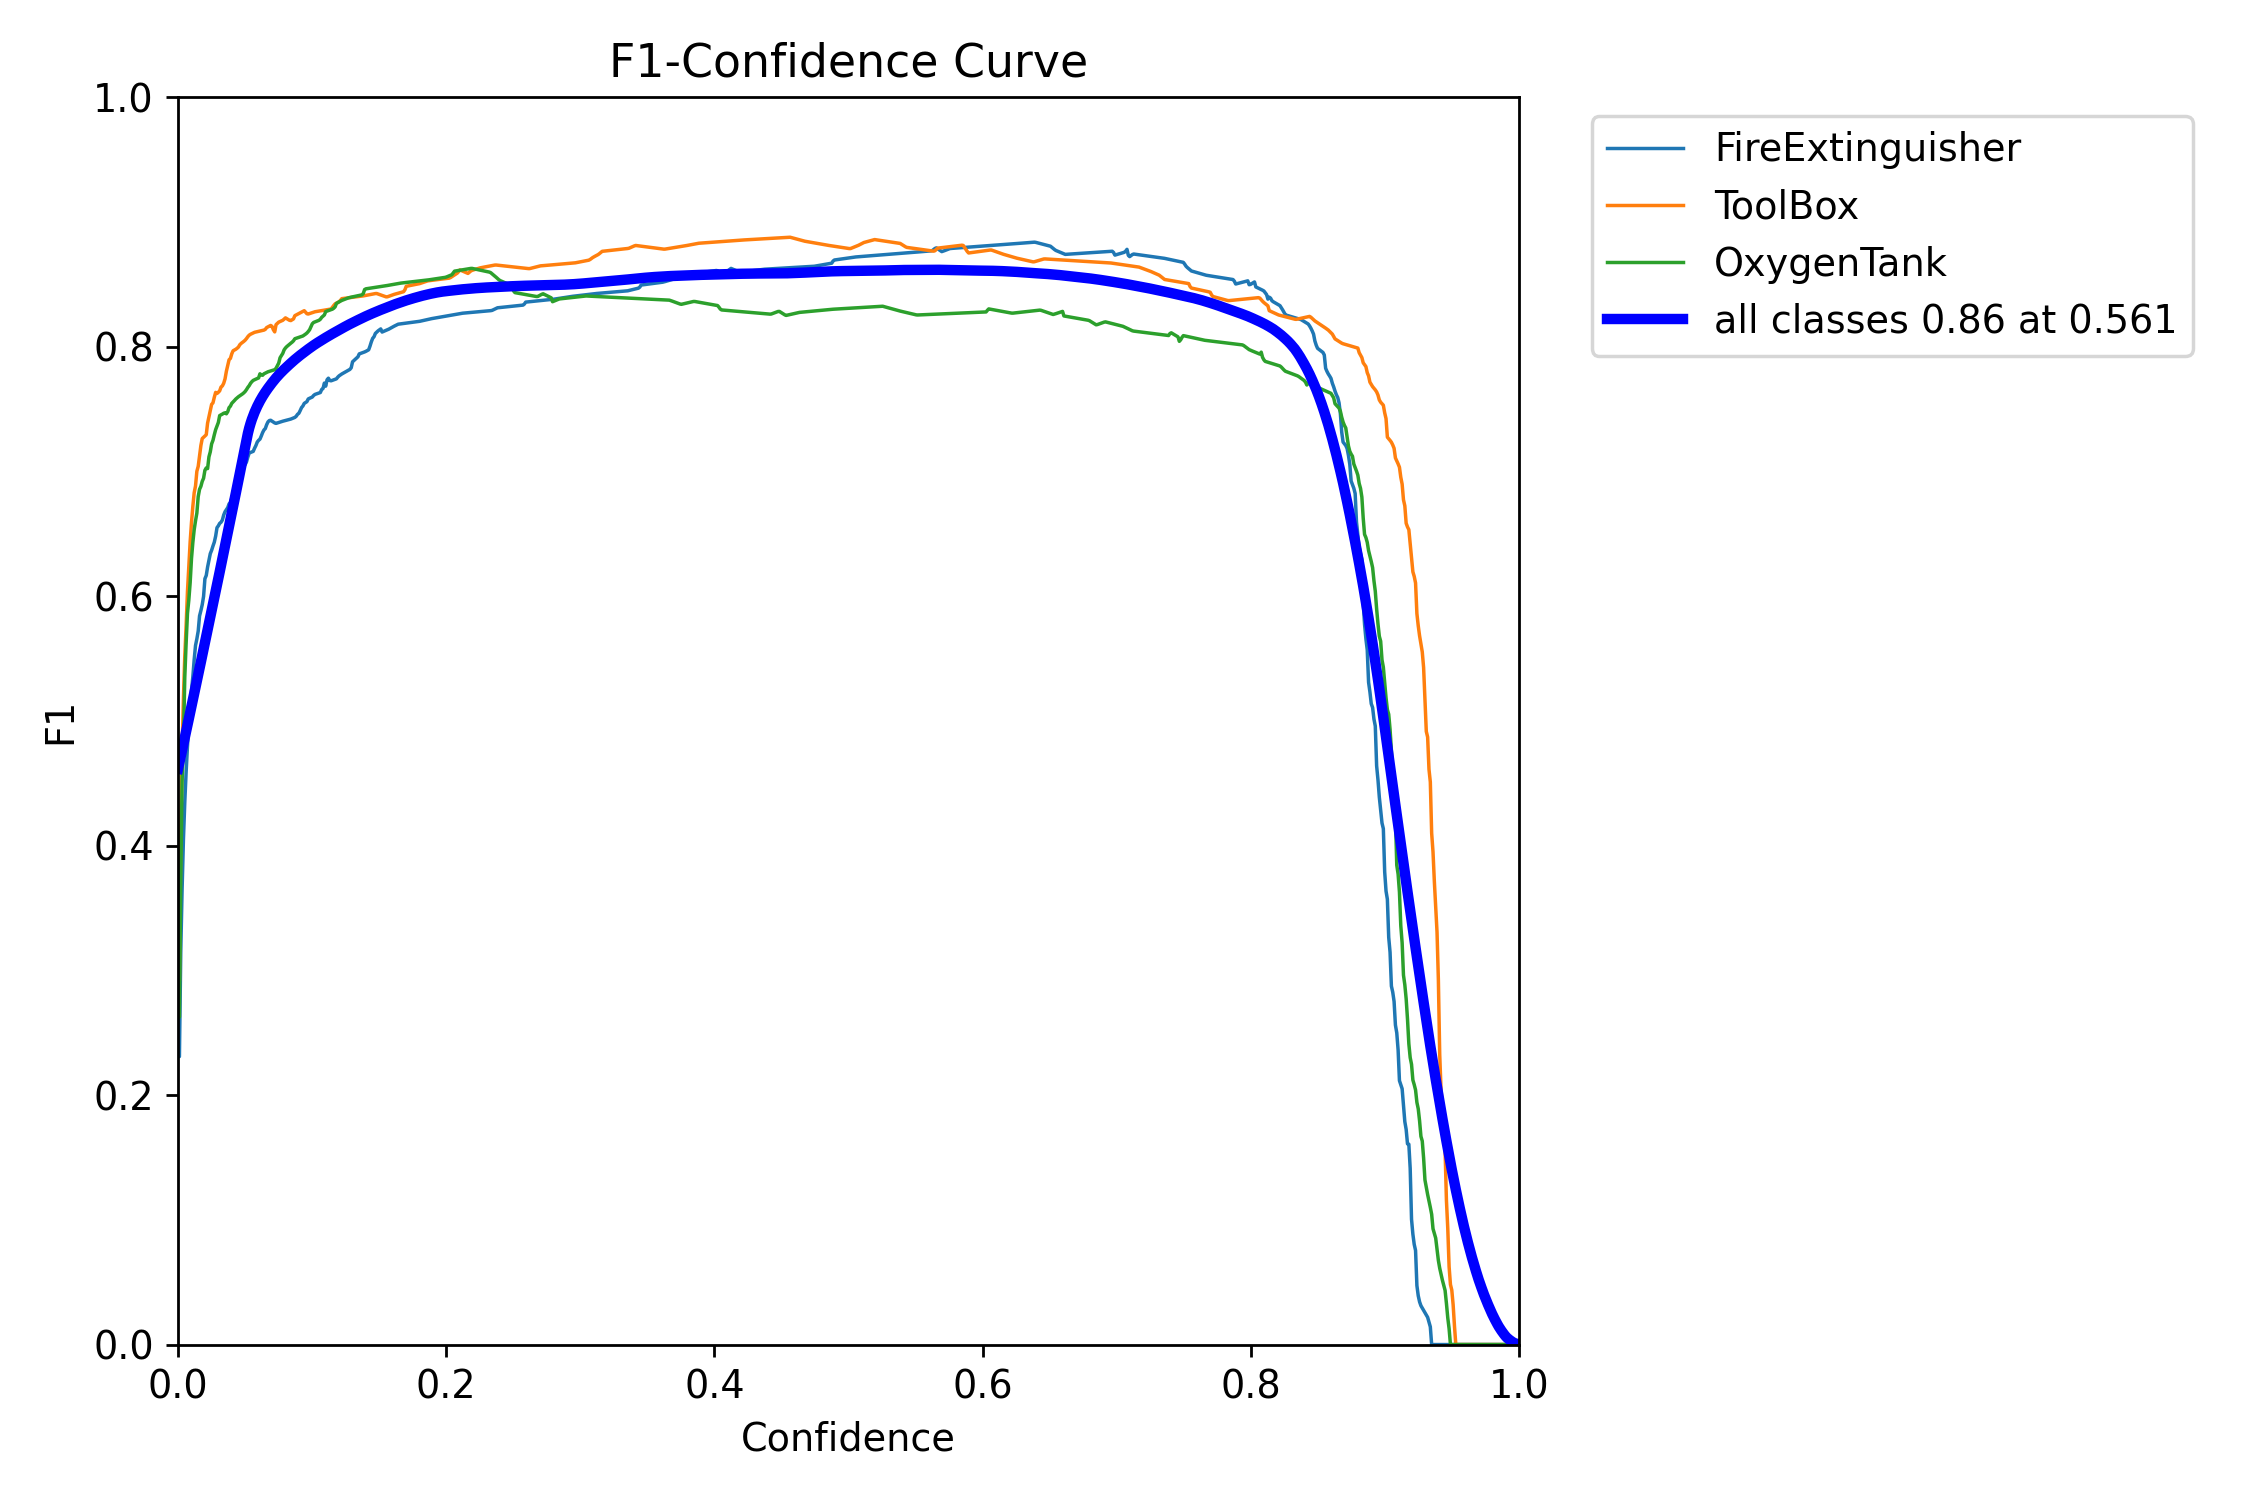 F1-Confidence Curve
1.0
0.8
0.6
0.4
0.2
0.0
F1
0.0 0.2 0.4 0.6 0.8 1.0
Confidence
FireExtinguisher
ToolBox
OxygenTank
all classes 0.86 at 0.561